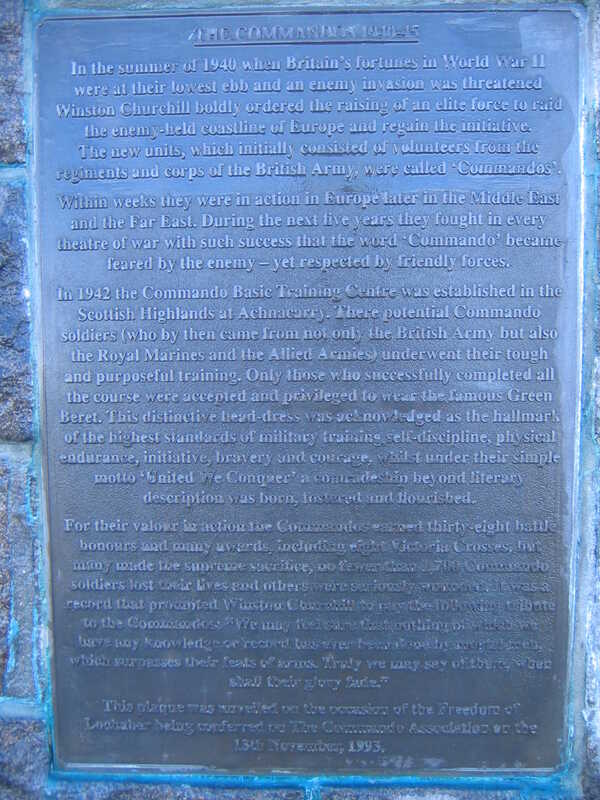 THE COMMANDOS 1940-45
In the summer of 1940 when Britain's fortunes in World War II
were at their lowest ebb and an enemy invasion was threatened
Winston Churchill boldly ordered the raising of an elite force to raid
the enemy-held coastline of Europe and regain the initiative.
The new units, which initially consisted of volunteers from the
regiments and corps of the British Army, were called 'Commandos'.
Within weeks they were in action in Europe later in the Middle East
and the Far East. During the next five years they fought in every
theatre of war with such success that the word 'Commando' became
feared by the enemy – yet respected by friendly forces.
In 1942 the Commando Basic Training Centre was established in the
Scottish Highlands at Achnacarry. There potential Commando
soldiers (who by then came from not only the British Army but also
the Royal Marines and the Allied Armies) underwent their tough
and purposeful training. Only those who successfully completed all
the course were accepted and privileged to wear the famous Green
Beret. This distinctive head-dress was acknowledged as the hallmark
of the highest standards of military training, self-discipline, physical
endurance, initiative, bravery and courage, whilst under their simple
motto 'United We Conquer' a comradeship beyond literary
description was born, fostered and flourished.
For their valour in action the Commandos earned thirty-eight battle
honours and many awards, including eight Victoria Crosses, but
many made the supreme sacrifice, no fewer than 1,700 Commando
soldiers lost their lives and others were seriously wounded. It was a
record that prompted Winston Churchill to pay the following tribute
to the Commandos: "We may feel sure that nothing of which we
have any knowledge or record has ever been done by mortal men,
which surpasses their feats of arms. Truly we may say of them, when
shall their glory fade."
This plaque was unveiled on the occasion of the Freedom of
Lochaber being conferred on The Commando Association on the
13th November, 1993.